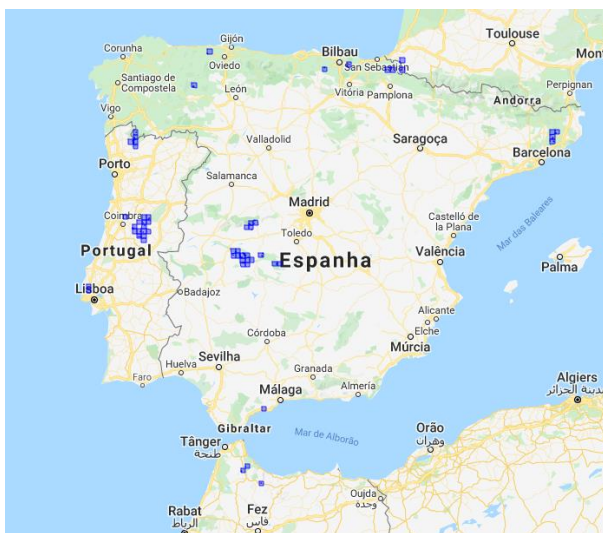 Gijón
Corunha
Oviedo
Bilbau
San Sebastián
Toulouse
Mont
Santiago de
Compostela
León
Vitória
Pamplona
Vigo
Andorra
Perpignan
Valladolid
Saragoça
Barcelona
Porto
Salamanca
Madrid
Coimbra
Toledo
Castelló de
la Plana
Mar das Baleares
Portugal
Espanha
Valência
Palma
Lisboa
Badajoz
Alicante
Elche
Córdoba
Múrcia
Huelva
Sevilha
Faro
Granada
Málaga
Almería
Algiers
مدينة الجزائر
Gibraltar
Mar de Alborão
Tânger
طنجة
Orão
وهران
Oujda
وجدة
Rabat
الرباط
Fez
فاس